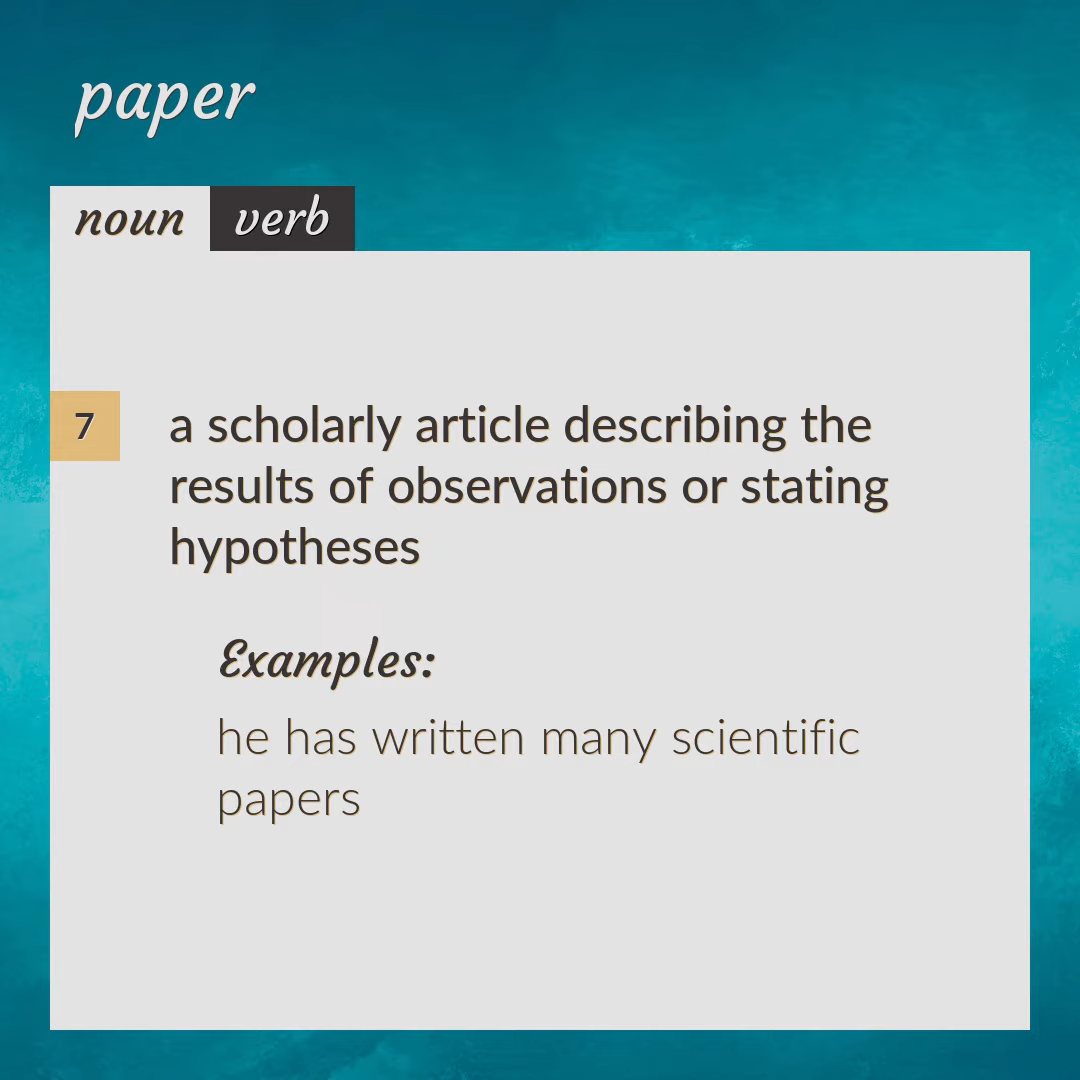 paper
noun verb
7 a scholarly article describing the
results of observations or stating
hypotheses
Examples:
he has written many scientific
papers